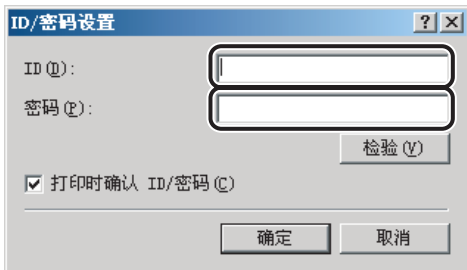 ID/密码设置
ID(D):
密码(P):
检验(V)
打印时确认 ID/密码(C)
确定
取消